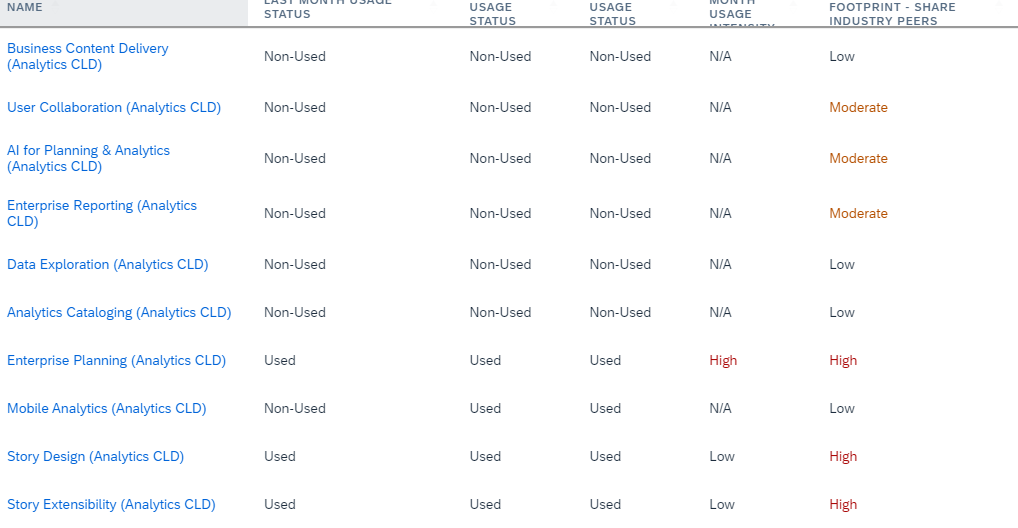 NAME
LAST MONTH USAGE
STATUS
USAGE
STATUS
USAGE
STATUS
MONTH
USAGE
INTENSITY
FOOTPRINT - SHARE
INDUSTRY PEERS
Business Content Delivery
(Analytics CLD)
Non-Used
Non-Used
Non-Used
N/A
Low
User Collaboration (Analytics CLD)
Non-Used
Non-Used
Non-Used
N/A
Moderate
AI for Planning & Analytics
(Analytics CLD)
Non-Used
Non-Used
Non-Used
N/A
Moderate
Enterprise Reporting (Analytics
CLD)
Non-Used
Non-Used
Non-Used
N/A
Moderate
Data Exploration (Analytics CLD)
Non-Used
Non-Used
Non-Used
N/A
Low
Analytics Cataloging (Analytics CLD)
Non-Used
Non-Used
Non-Used
N/A
Low
Enterprise Planning (Analytics CLD)
Used
Used
Used
High
High
Mobile Analytics (Analytics CLD)
Non-Used
Used
Used
N/A
Low
Story Design (Analytics CLD)
Used
Used
Used
Low
High
Story Extensibility (Analytics CLD)
Used
Used
Used
Low
High